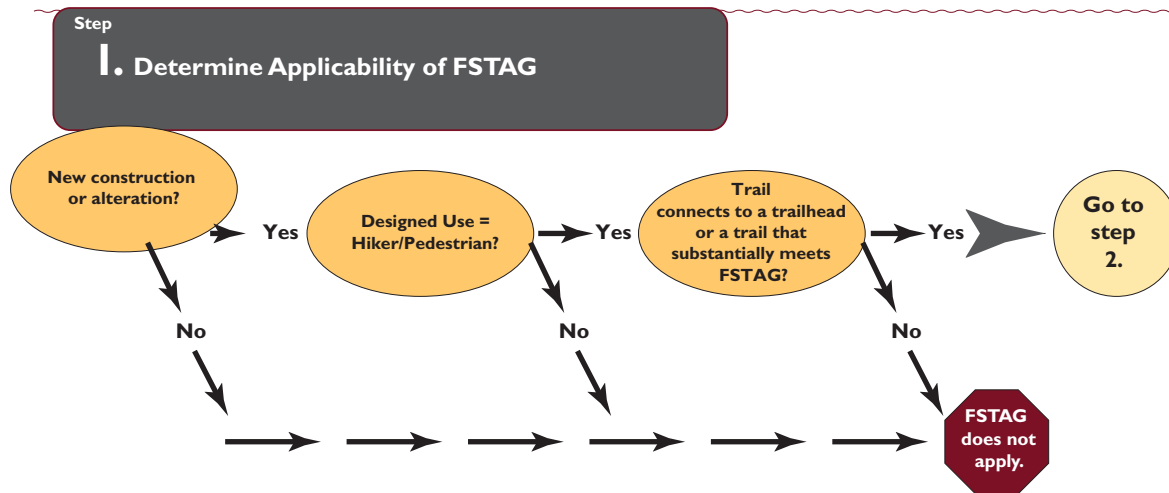 Step
1. Determine Applicability of FSTAG
New construction
or alteration?
Yes
Designed Use =
Hiker/Pedestrian?
Yes
Trail
connects to a trailhead
or a trail that
substantially meets
FSTAG?
Yes
Go to
step
2.
No
No
No
FSTAG
does not
apply.